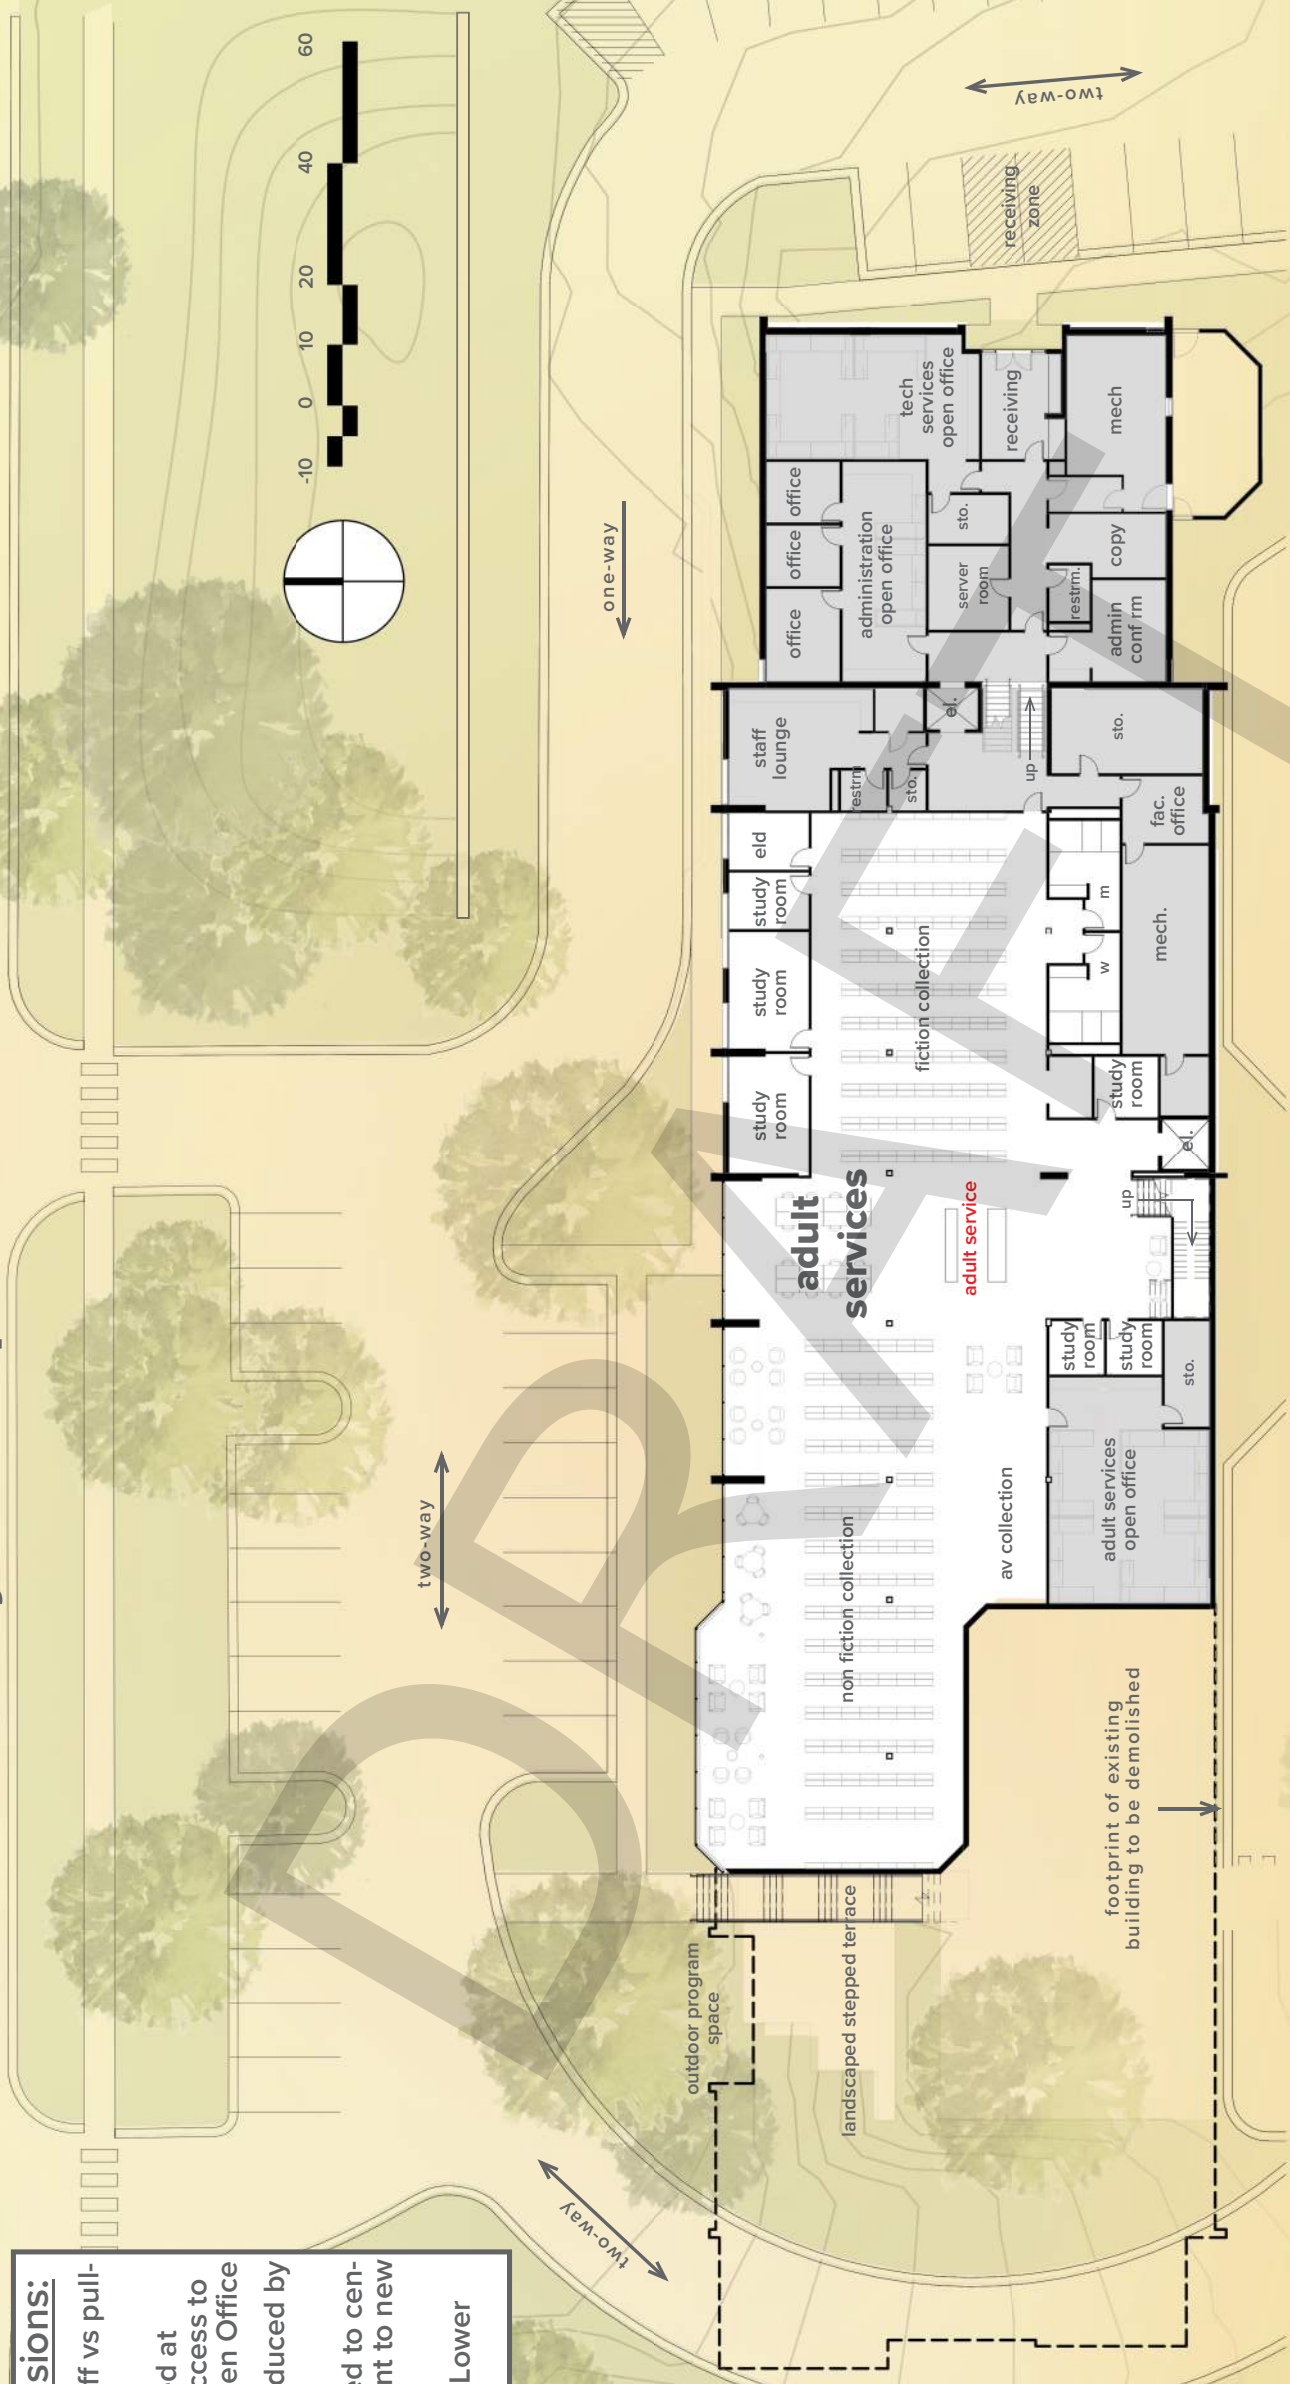 sions:
ff vs pull-
d at
ccess to
en Office
duced by
ed to cen-
nt to new
Lower
-10
0
10
20
40
60
two-way
two-way
one-way
two-way
receiving
zone
outdoor program
space
landscaped stepped terrace
footprint of existing
building to be demolished
non fiction collection
av collection
adult services
open office
sto.
study
room
study
room
adult
services
adult service
up
el.
study
room
study
room
study
room
study
room
eld
fiction collection
w
m
mech.
fac.
office
sto.
staff
lounge
restrm
sto.
el.
up
office
office
office
administration
open office
server
room
sto.
restrm.
admin
conf rm
copy
mech
receiving
tech
services
open office
DRAFT